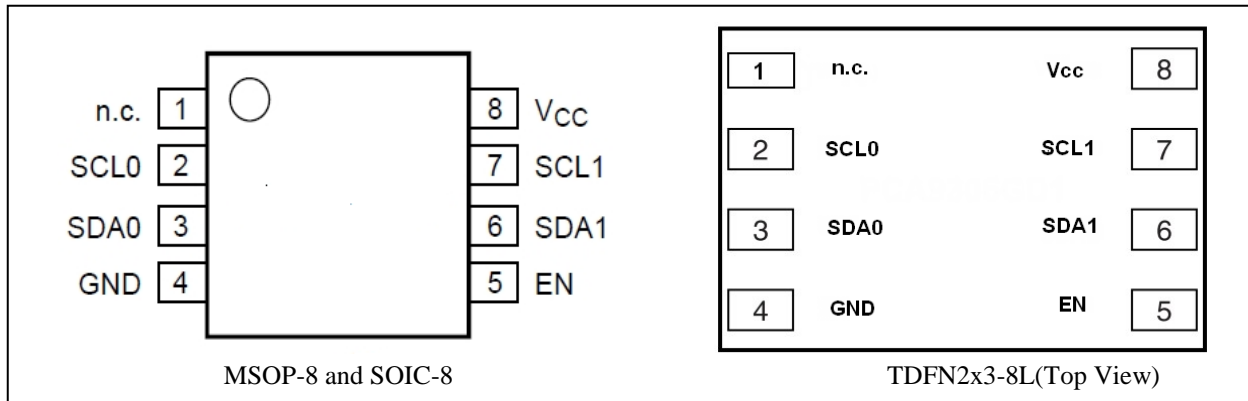 n.c. 1 8 VCC
SCL0 2 7 SCL1
SDA0 3 6 SDA1
GND 4 5 EN
MSOP-8 and SOIC-8
1 n.c. Vcc 8
2 SCL0 SCL1 7
3 SDA0 SDA1 6
4 GND EN 5
TDFN2x3-8L(Top View)